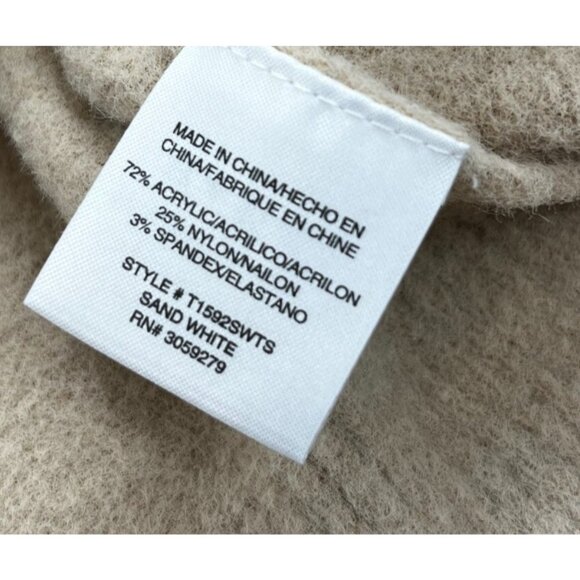 MADE IN CHINA/HECHO EN
CHINA/FABRIQUE EN CHINE
72% ACRYLIC/ACRILICO/ACRILON
25% NYLON/NAILON
3% SPANDEX/ELASTANO
STYLE # T1592SWTS
SAND WHITE
RN# 3059279